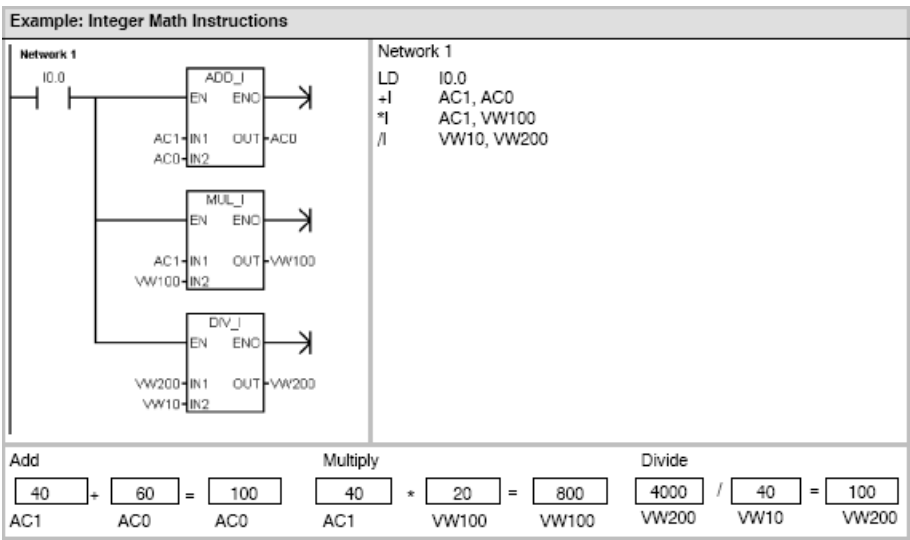 Example: Integer Math Instructions
Network 1
I0.0
ADD_I
EN ENO
AC1 IN1 OUT AC0
AC0 IN2
MUL_I
EN ENO
AC1 IN1 OUT VW100
VW100 IN2
DIV_I
EN ENO
VW200 IN1 OUT VW200
VW10 IN2
Network 1
LD I0.0
+I AC1, AC0
*I AC1, VW100
/I VW10, VW200
Add
40 + 60 = 100
AC1 AC0 AC0
Multiply
40 * 20 = 800
AC1 VW100 VW100
Divide
4000 / 40 = 100
VW200 VW10 VW200